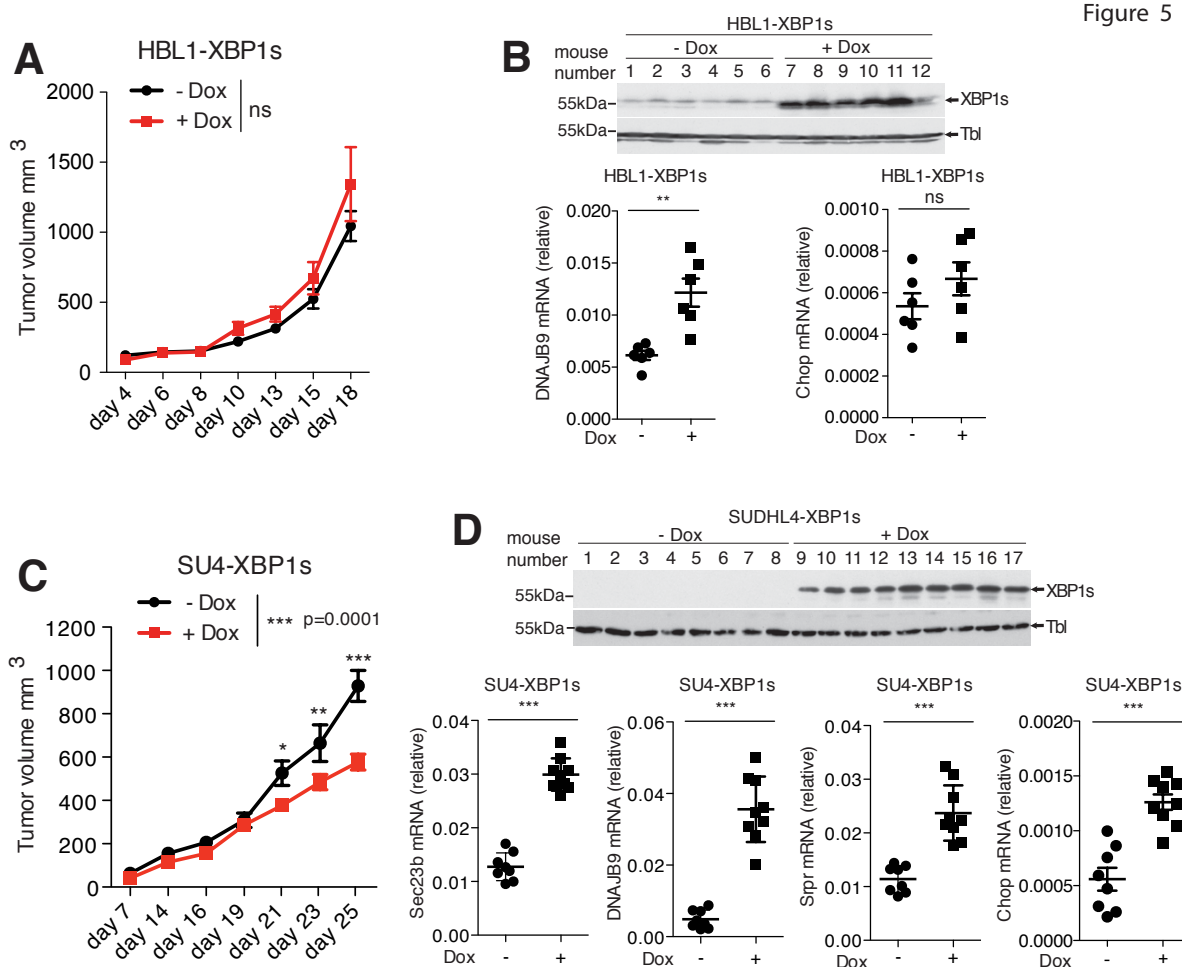 Figure 5
A
HBL1-XBP1s
- Dox
+ Dox
ns
Tumor volume mm 3
2000
1500
1000
500
0
day 4
day 6
day 8
day 10
day 13
day 15
day 18
B
HBL1-XBP1s
mouse number
- Dox
+ Dox
1 2 3 4 5 6 7 8 9 10 11 12
55kDa
XBP1s
55kDa
Tbl
HBL1-XBP1s
**
DNAJB9 mRNA (relative)
0.020
0.015
0.010
0.005
0.000
Dox - +
HBL1-XBP1s
ns
Chop mRNA (relative)
0.0010
0.0008
0.0006
0.0004
0.0002
0.0000
Dox - +
C
SU4-XBP1s
- Dox
+ Dox
*** p=0.0001
Tumor volume mm 3
1200
1000
800
600
400
200
0
*
**
***
day 7
day 14
day 16
day 19
day 21
day 23
day 25
D
SUDHL4-XBP1s
mouse number
- Dox
+ Dox
1 2 3 4 5 6 7 8 9 10 11 12 13 14 15 16 17
55kDa
XBP1s
55kDa
Tbl
SU4-XBP1s
***
Sec23b mRNA (relative)
0.04
0.03
0.02
0.01
0.00
Dox - +
SU4-XBP1s
***
DNAJB9 mRNA (relative)
0.06
0.04
0.02
0.00
Dox - +
SU4-XBP1s
***
Srpr mRNA (relative)
0.04
0.03
0.02
0.01
0.00
Dox - +
SU4-XBP1s
***
Chop mRNA (relative)
0.0020
0.0015
0.0010
0.0005
0.0000
Dox - +